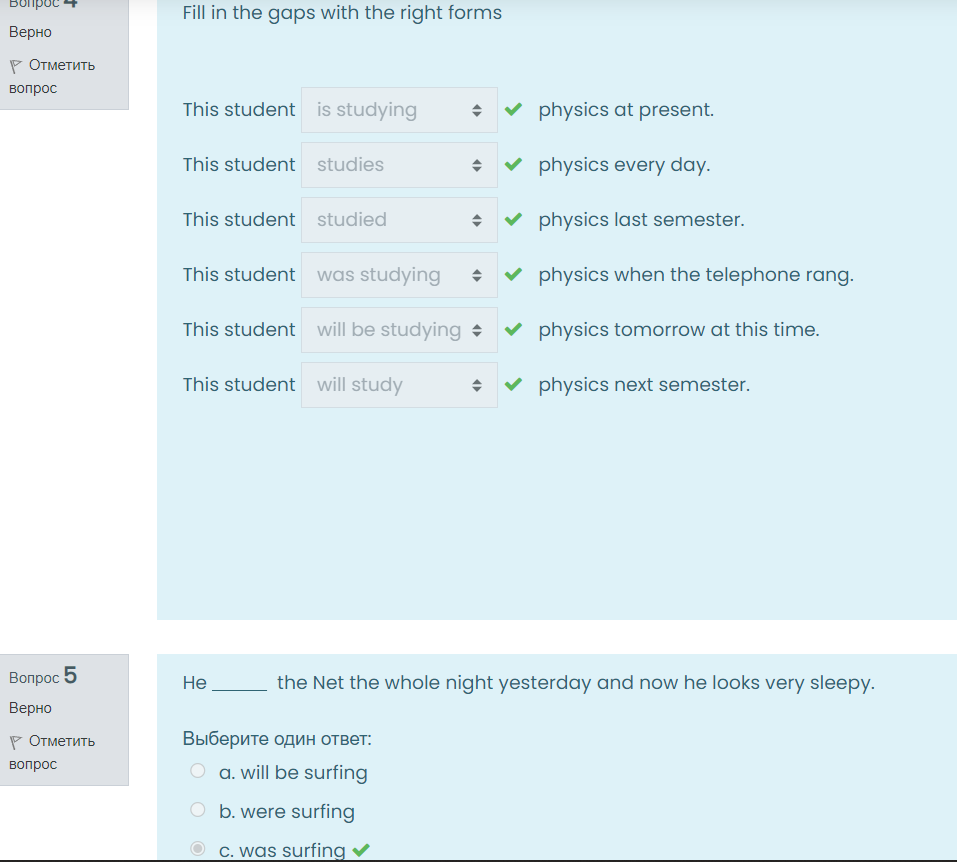 Вопрос 4
Верно
Отметить
вопрос
Fill in the gaps with the right forms
This student is studying physics at present.
This student studies physics every day.
This student studied physics last semester.
This student was studying physics when the telephone rang.
This student will be studying physics tomorrow at this time.
This student will study physics next semester.
Вопрос 5
Верно
Отметить
вопрос
He ______ the Net the whole night yesterday and now he looks very sleepy.
Выберите один ответ:
a. will be surfing
b. were surfing
c. was surfing